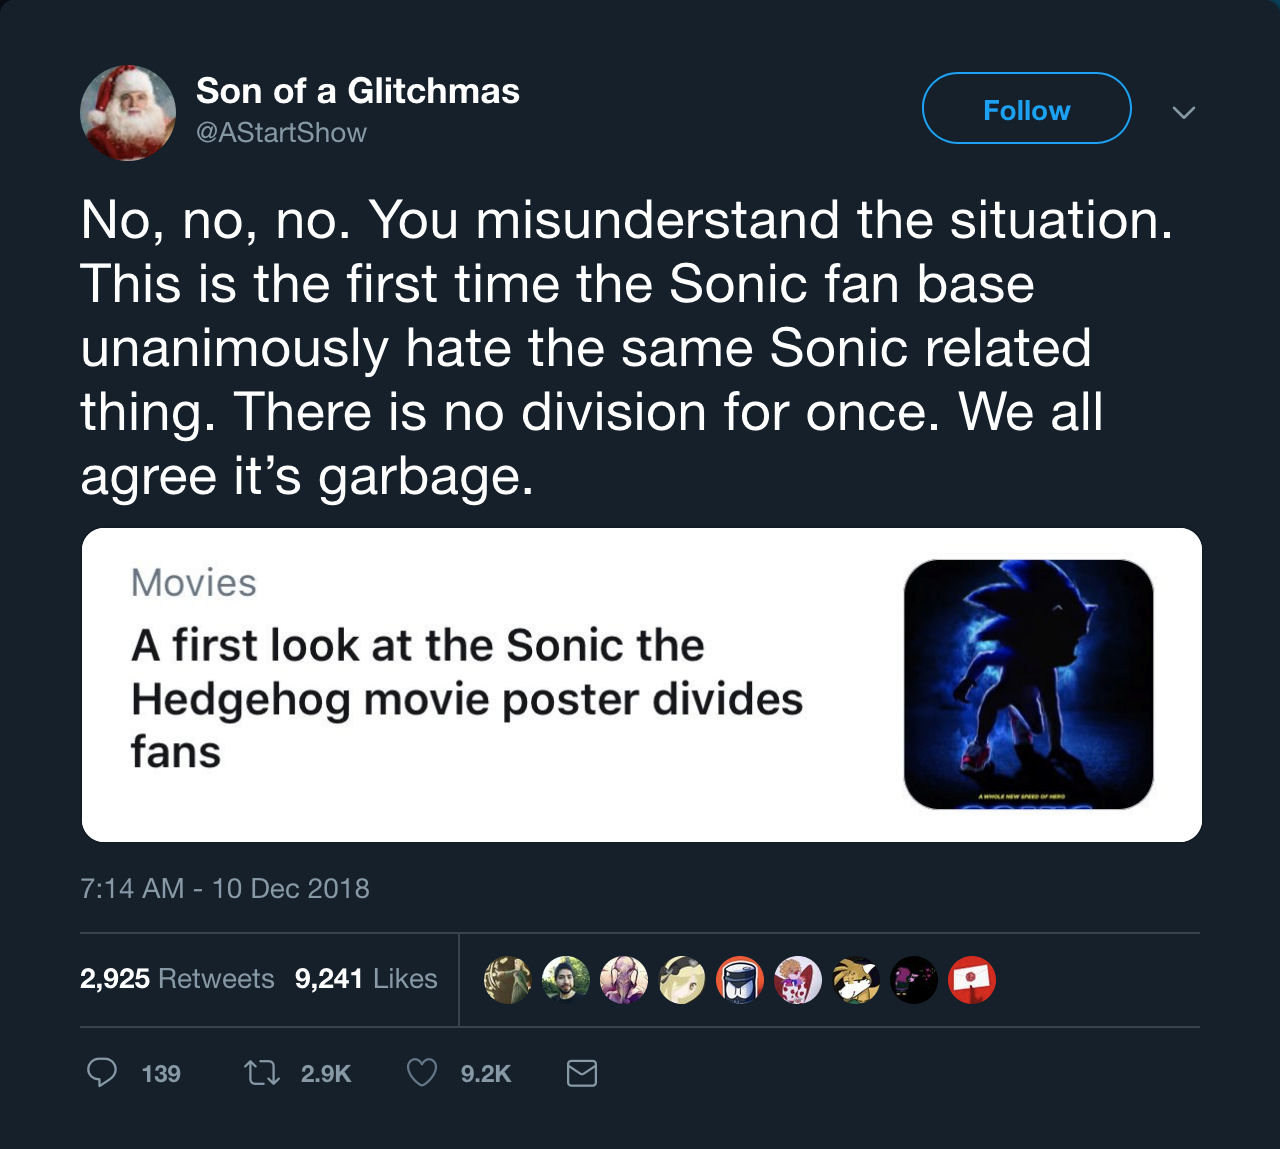 Son of a Glitchmas
@AStartShow
Follow
No, no, no. You misunderstand the situation.
This is the first time the Sonic fan base
unanimously hate the same Sonic related
thing. There is no division for once. We all
agree it’s garbage.
Movies
A first look at the Sonic the
Hedgehog movie poster divides
fans
A WHOLE NEW SPEED OF HERO
7:14 AM - 10 Dec 2018
2,925 Retweets 9,241 Likes
139 2.9K 9.2K